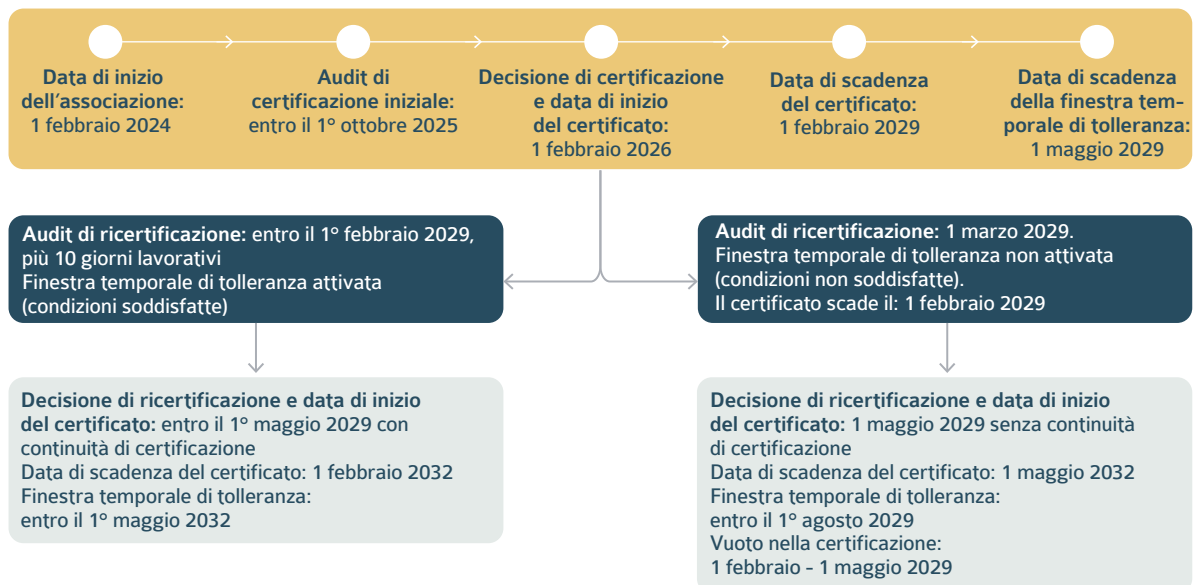 Data di inizio
dell'associazione:
1 febbraio 2024
Audit di
certificazione iniziale:
entro il 1° ottobre 2025
Decisione di certificazione
e data di inizio
del certificato:
1 febbraio 2026
Data di scadenza
del certificato:
1 febbraio 2029
Data di scadenza
della finestra tem-
porale di tolleranza:
1 maggio 2029
Audit di ricertificazione: entro il 1° febbraio 2029,
più 10 giorni lavorativi
Finestra temporale di tolleranza attivata
(condizioni soddisfatte)
Audit di ricertificazione: 1 marzo 2029.
Finestra temporale di tolleranza non attivata
(condizioni non soddisfatte).
Il certificato scade il: 1 febbraio 2029
Decisione di ricertificazione e data di inizio
del certificato: entro il 1° maggio 2029 con
continuità di certificazione
Data di scadenza del certificato: 1 febbraio 2032
Finestra temporale di tolleranza:
entro il 1° maggio 2032
Decisione di ricertificazione e data di inizio
del certificato: 1 maggio 2029 senza continuità
di certificazione
Data di scadenza del certificato: 1 maggio 2032
Finestra temporale di tolleranza:
entro il 1° agosto 2029
Vuoto nella certificazione:
1 febbraio - 1 maggio 2029